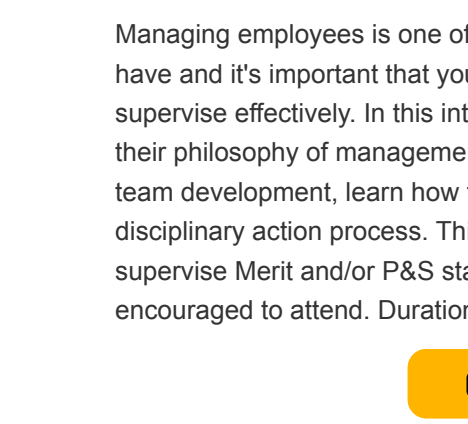 Managing employees is one of
have and it's important that you
supervise effectively. In this int
their philosophy of manageme
team development, learn how
disciplinary action process. Thi
supervise Merit and/or P&S sta
encouraged to attend. Duration